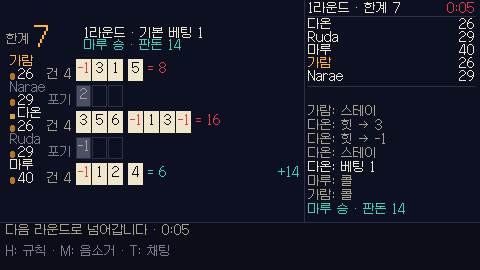 한계 7
1라운드 · 기본 베팅 1
마루 승 · 판돈 14
가람
26 건 4 -1 3 1 5 = 8
Narae
29 포기 2
다온
26 건 4 3 5 6 -1 1 3 -1 = 16
Ruda
29 포기 -1
마루
40 건 4 -1 1 2 4 = 6 +14
1라운드 · 한계 7 0:05
다온 26
Ruda 29
마루 40
가람 26
Narae 29
가람: 스테이
다온: 힛 → 3
다온: 힛 → -1
다온: 스테이
다온: 베팅 1
마루: 콜
가람: 콜
마루 승 · 판돈 14
다음 라운드로 넘어갑니다 · 0:05
H: 규칙 · M: 음소거 · T: 채팅